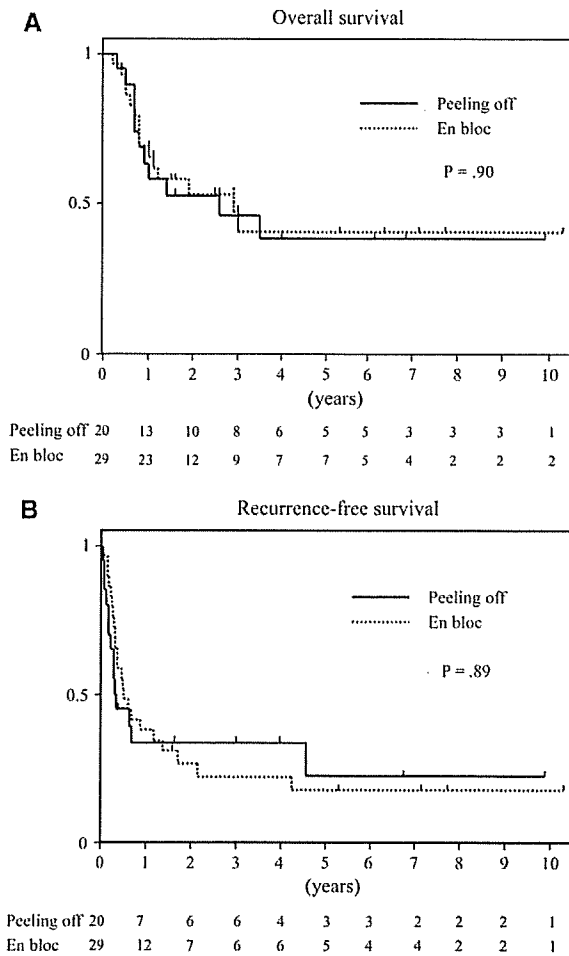 A
Overall survival
1
Peeling off
En bloc
P = .90
0.5
0
0 1 2 3 4 5 6 7 8 9 10
(years)
Peeling off 20 13 10 8 6 5 5 3 3 3 1
En bloc 29 23 12 9 7 7 5 4 2 2 2
B
Recurrence-free survival
1
Peeling off
En bloc
P = .89
0.5
0
0 1 2 3 4 5 6 7 8 9 10
(years)
Peeling off 20 7 6 6 4 3 3 2 2 2 1
En bloc 29 12 7 6 6 5 4 4 2 2 1